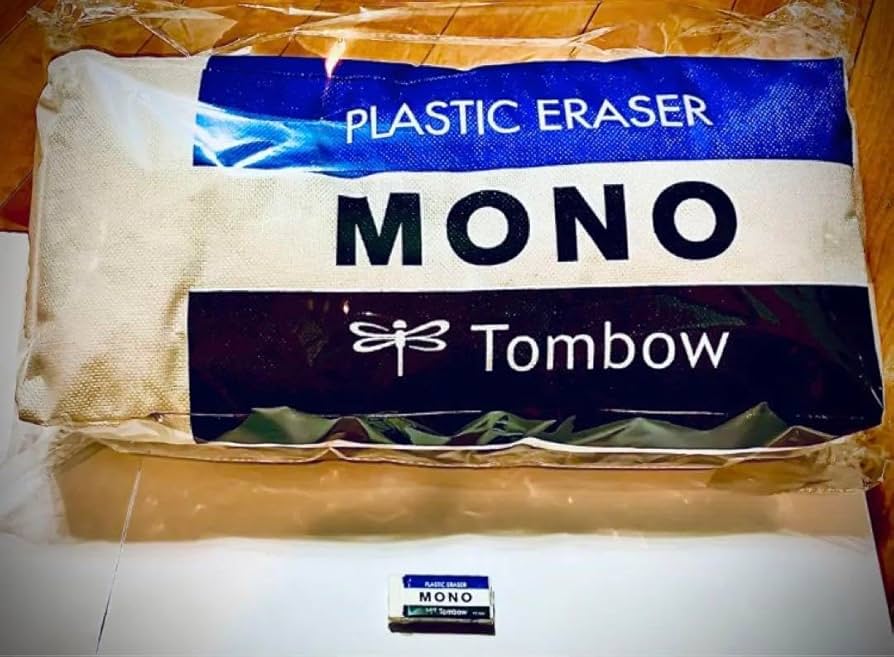 PLASTIC ERASER
MONO
Tombow
PLASTIC ERASER
MONO
Tombow